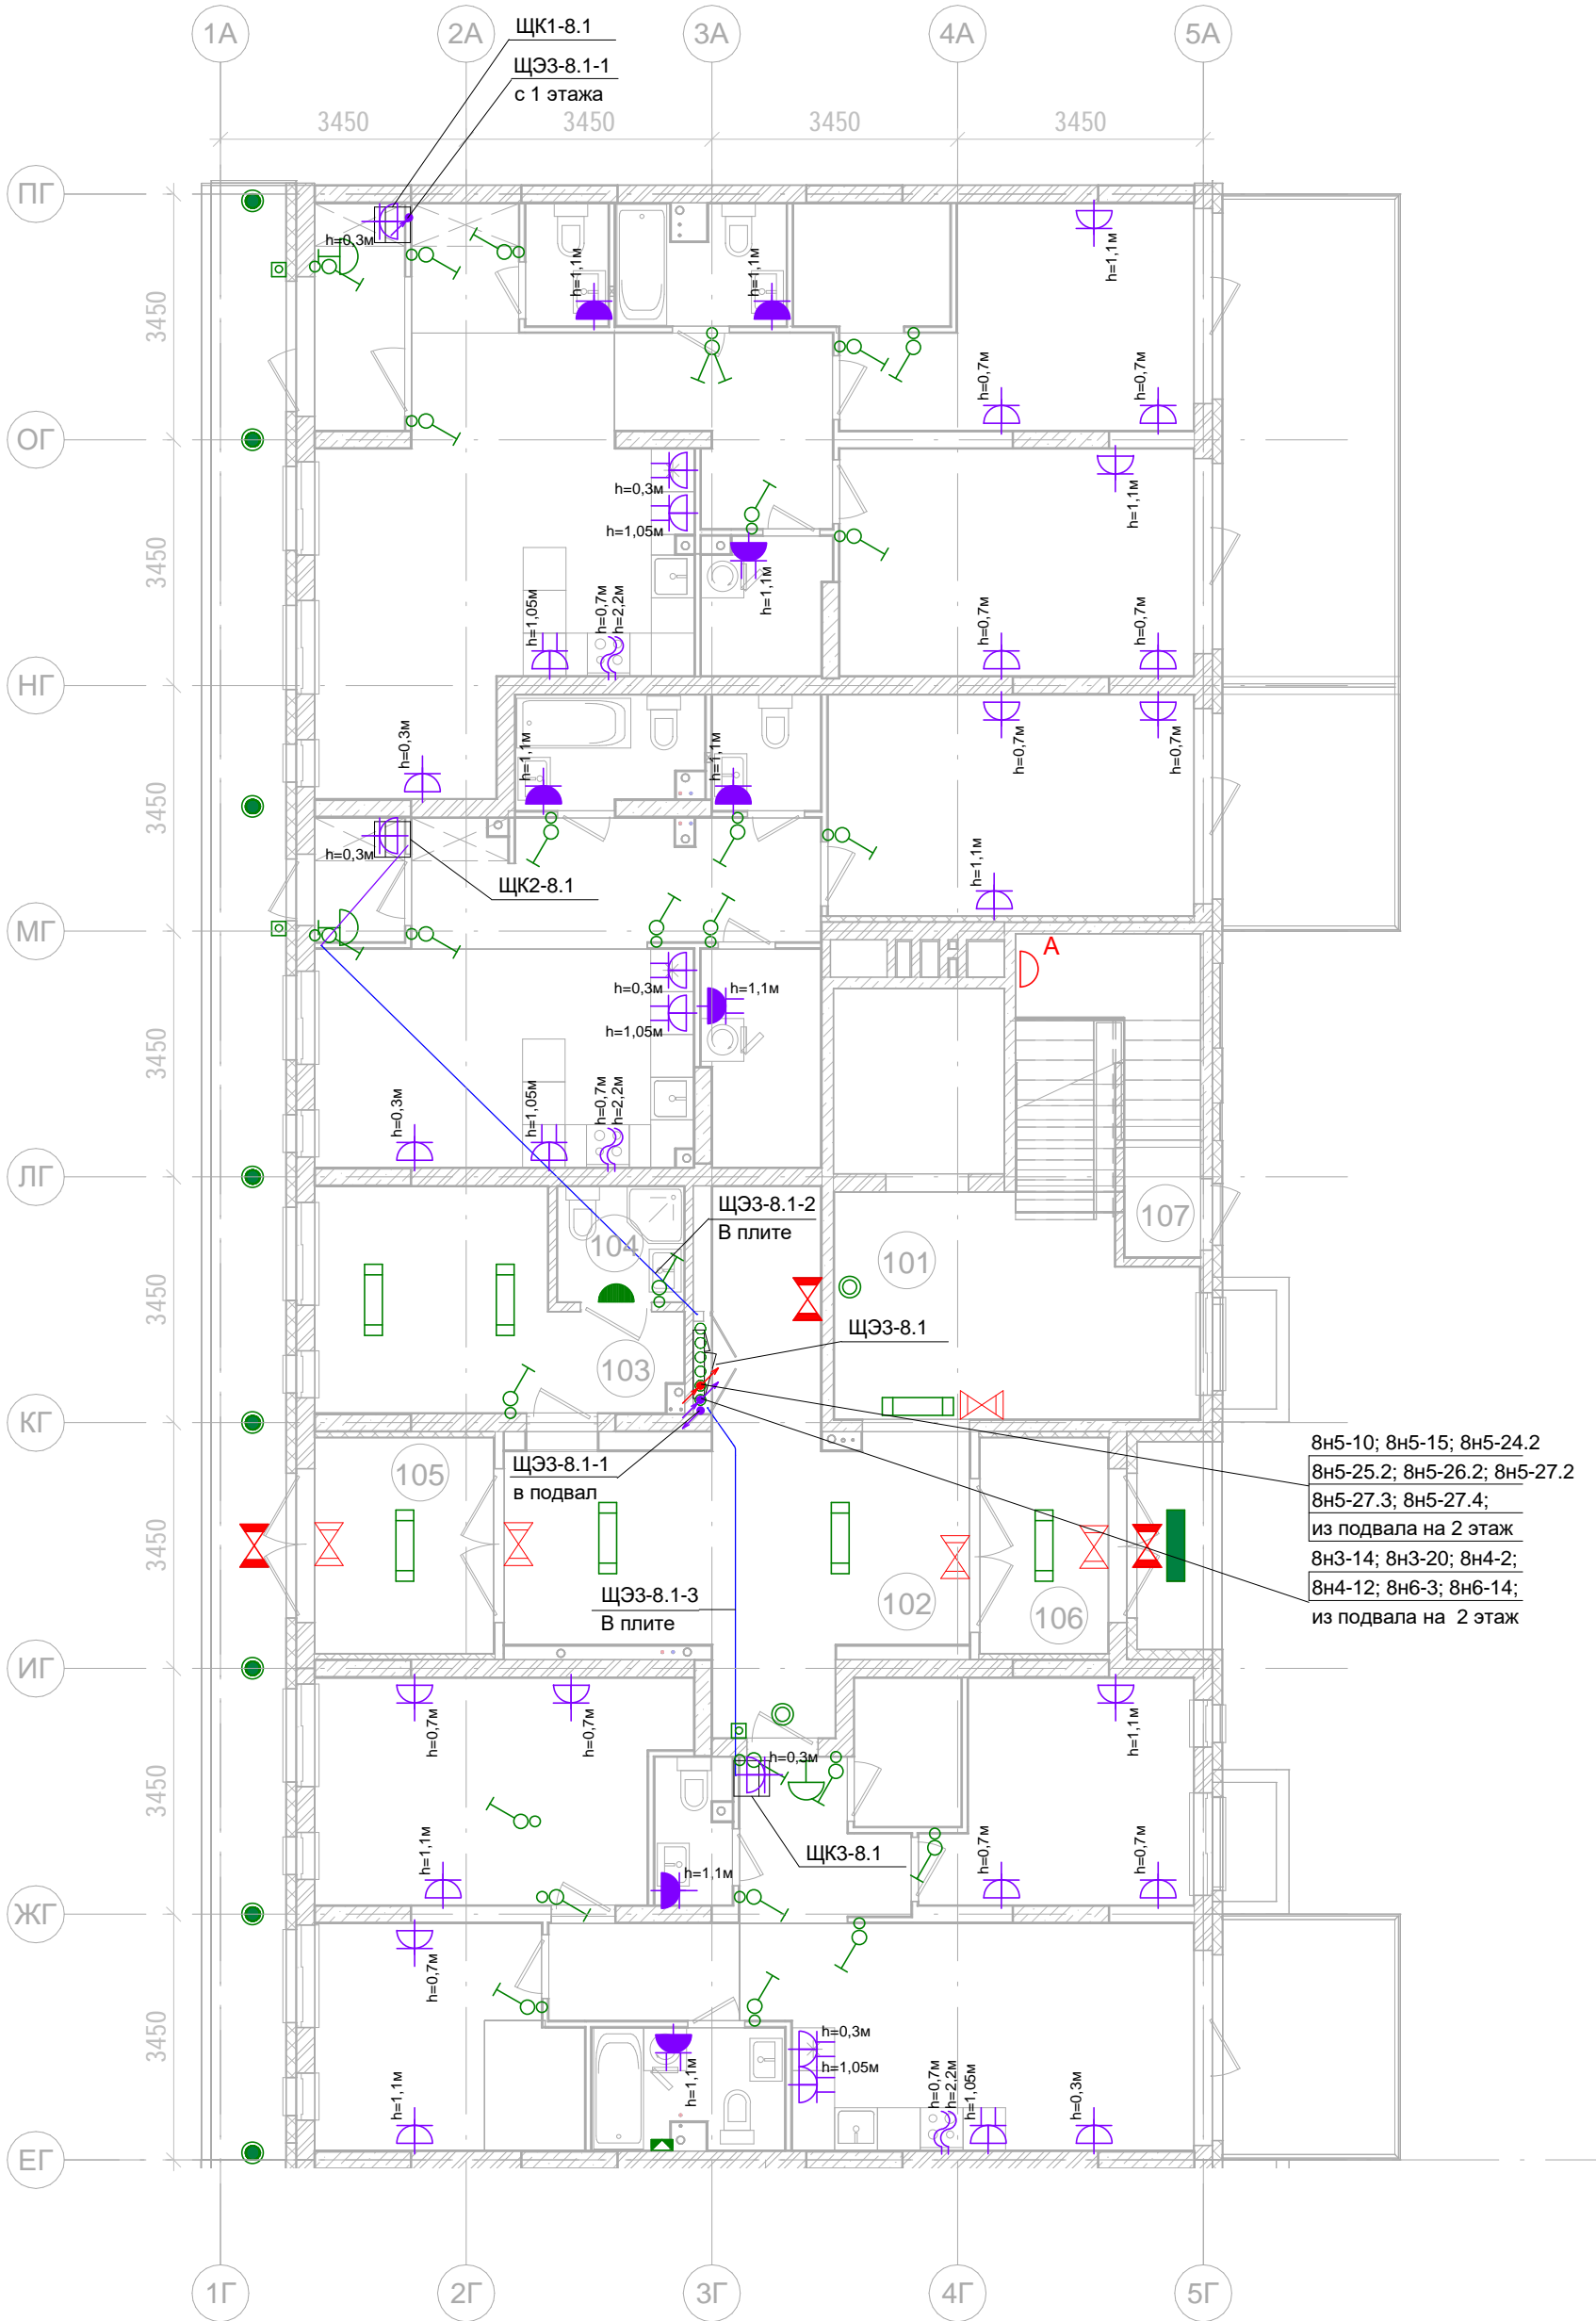 1А
2А
3А
4А
5А
ЩК1-8.1
ЩЭ3-8.1-1
с 1 этажа
3450
3450
3450
3450
ПГ
h=0,3м
h=1,1м
h=1,1м
h=1,1м
3450
h=0,7м
h=0,7м
ОГ
h=0,3м
h=1,1м
h=1,05м
3450
h=1,1м
h=1,05м
h=0,7м
h=2,2м
h=0,7м
h=0,7м
НГ
h=0,3м
h=1,1м
h=1,1м
h=0,7м
h=0,7м
3450
h=0,3м
ЩК2-8.1
h=1,1м
МГ
А
h=0,3м
h=1,1м
h=1,05м
3450
h=0,3м
h=1,05м
h=0,7м
h=2,2м
ЛГ
ЩЭ3-8.1-2
В плите
107
104
101
3450
ЩЭ3-8.1
103
КГ
ЩЭ3-8.1-1
в подвал
105
8н5-10; 8н5-15; 8н5-24.2
8н5-25.2; 8н5-26.2; 8н5-27.2
8н5-27.3; 8н5-27.4;
из подвала на 2 этаж
8н3-14; 8н3-20; 8н4-2;
8н4-12; 8н6-3; 8н6-14;
из подвала на 2 этаж
3450
ЩЭ3-8.1-3
В плите
102
106
ИГ
h=0,7м
h=0,7м
h=1,1м
h=0,3м
3450
ЩК3-8.1
h=1,1м
h=1,1м
h=0,7м
h=0,7м
ЖГ
h=0,7м
3450
h=0,3м
h=1,05м
h=1,1м
h=1,1м
h=0,7м
h=2,2м
h=1,05м
h=0,3м
ЕГ
1Г
2Г
3Г
4Г
5Г